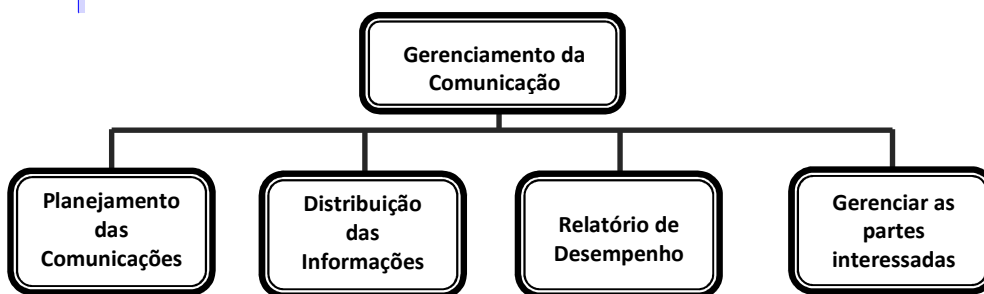 Gerenciamento da
Comunicação
Planejamento
das
Comunicações
Distribuição
das
Informações
Relatório de
Desempenho
Gerenciar as
partes
interessadas